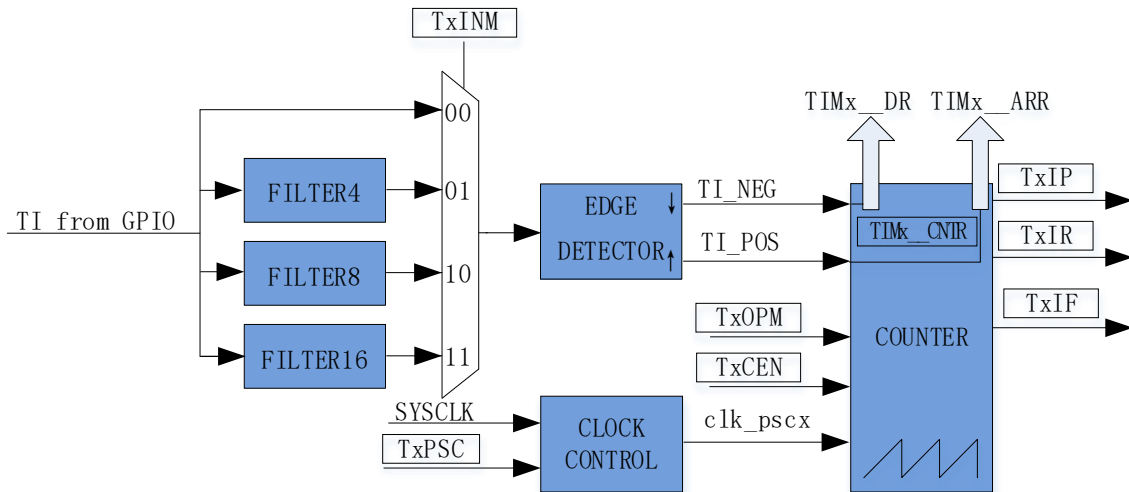 TxINM
TIMx__DR TIMx__ARR
00
FILTER4
01
TI from GPIO
FILTER8
10
FILTER16
11
EDGE
DETECTOR
TI_NEG
TI_POS
TIMx__CNTR
TxIP
TxIR
TxIF
TxOPM
TxCEN
COUNTER
SYSCLK
TxPSC
CLOCK
CONTROL
clk_pscx